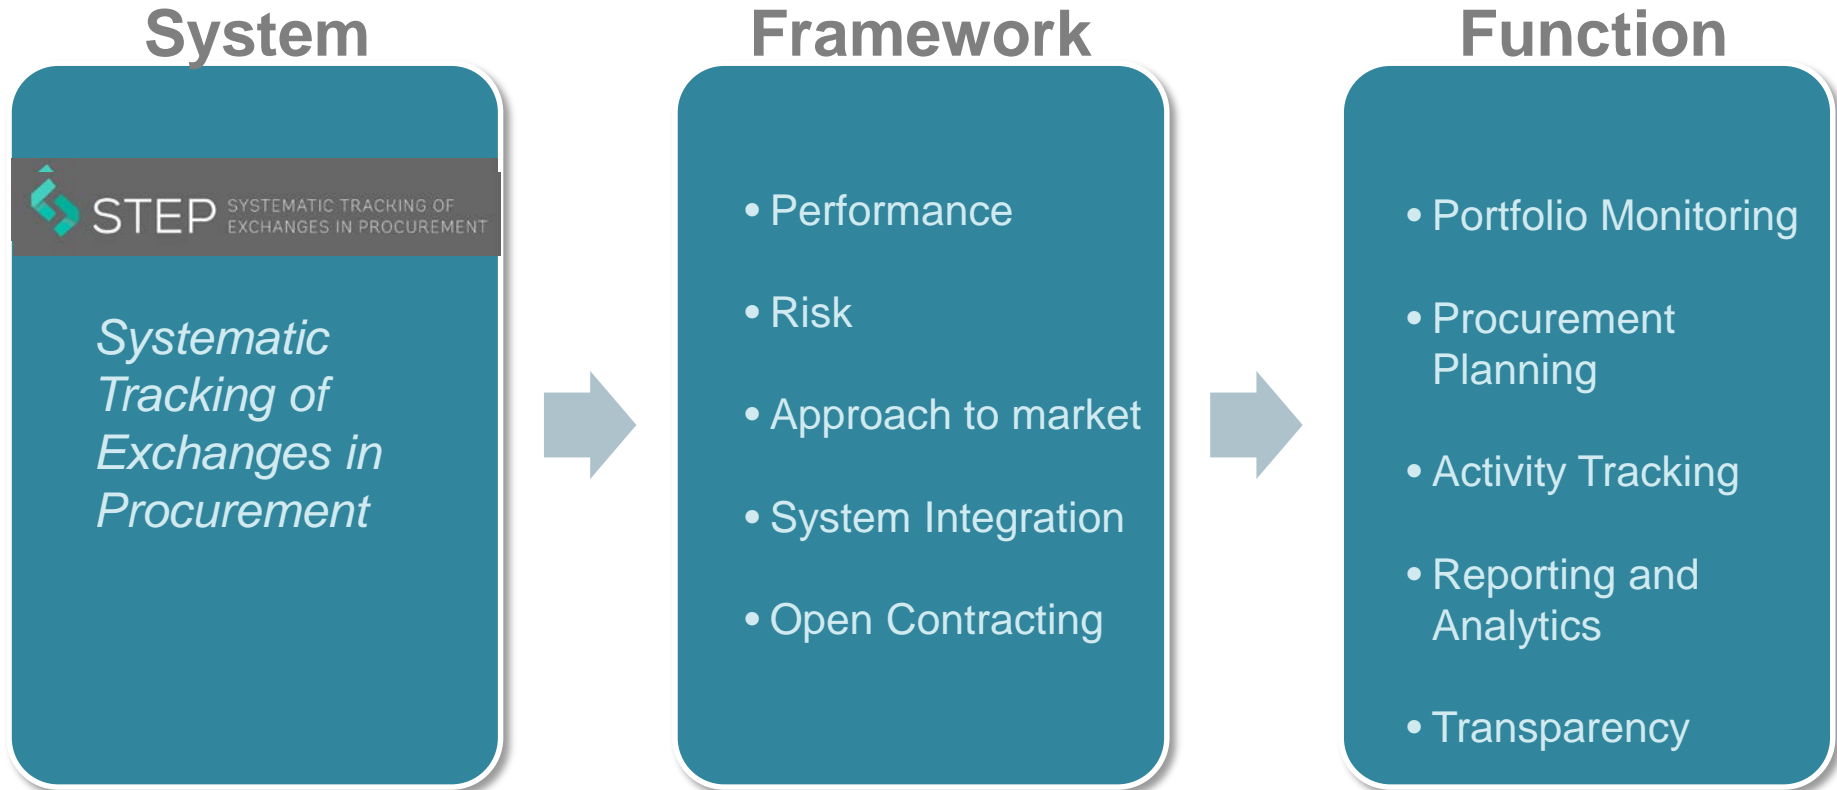 System
STEP
SYSTEMATIC TRACKING OF
EXCHANGES IN PROCUREMENT
Systematic
Tracking of
Exchanges in
Procurement
Framework
• Performance
• Risk
• Approach to market
• System Integration
• Open Contracting
Function
• Portfolio Monitoring
• Procurement
Planning
• Activity Tracking
• Reporting and
Analytics
• Transparency